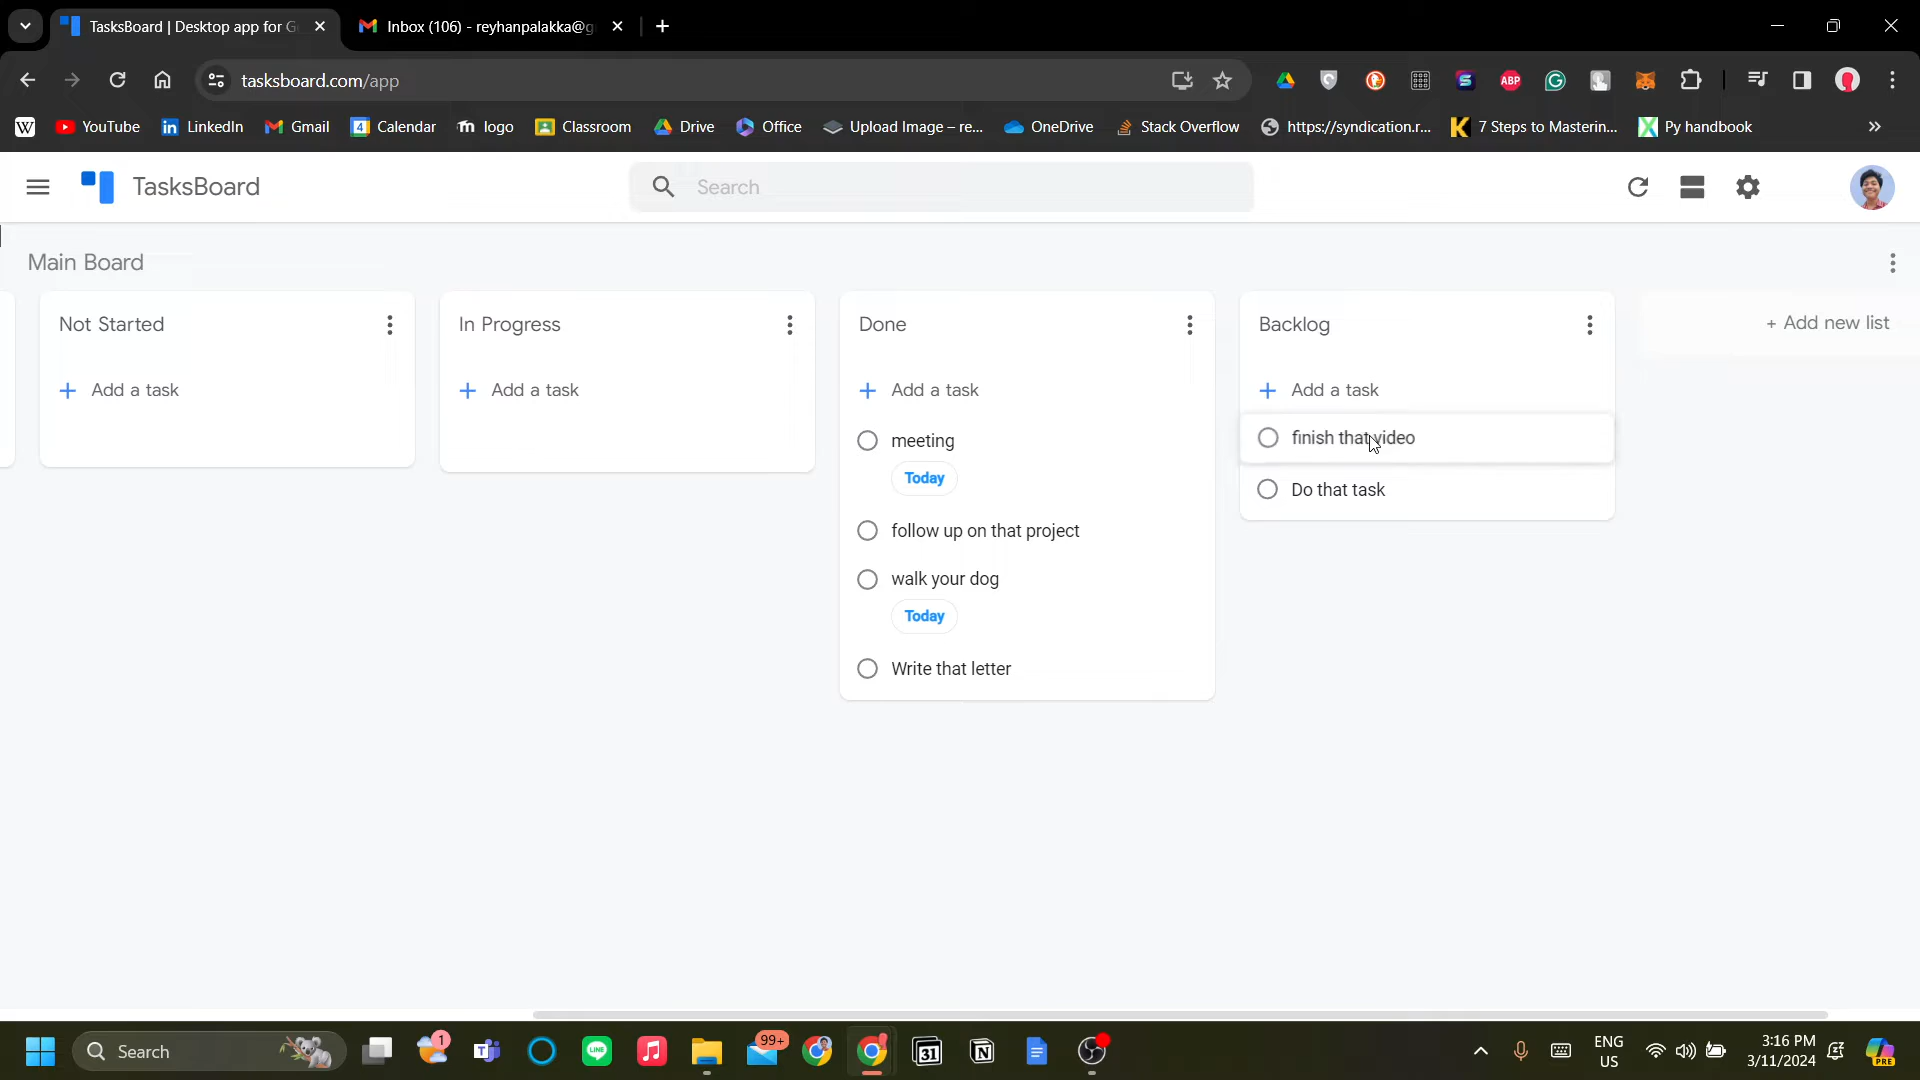 TasksBoard | Desktop app for G
Inbox (106) - reyhanpalakka@g
tasksboard.com/app
YouTube
LinkedIn
Gmail
Calendar
logo
Classroom
Drive
Office
Upload Image – re...
OneDrive
Stack Overflow
https://syndication.r...
7 Steps to Masterin...
Py handbook
TasksBoard
Search
Main Board
Not Started
In Progress
Done
Backlog
+ Add new list
+ Add a task
+ Add a task
+ Add a task
+ Add a task
meeting
Today
follow up on that project
walk your dog
Today
Write that letter
finish that video
Do that task
Search
1
99+
31
ENG
US
3:16 PM
3/11/2024
PRE
ABP